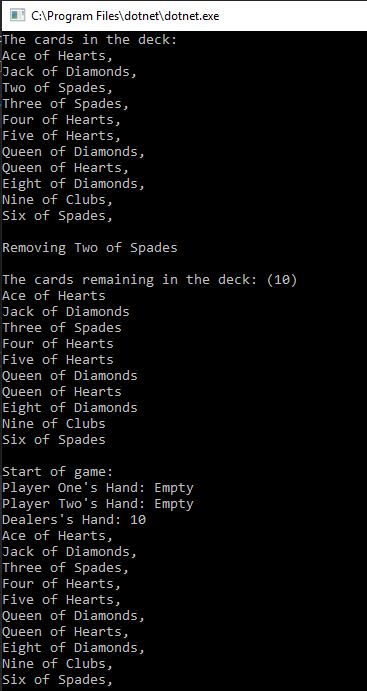 C:\Program Files\dotnet\dotnet.exe
The cards in the deck:
Ace of Hearts,
Jack of Diamonds,
Two of Spades,
Three of Spades,
Four of Hearts,
Five of Hearts,
Queen of Diamonds,
Queen of Hearts,
Eight of Diamonds,
Nine of Clubs,
Six of Spades,
Removing Two of Spades
The cards remaining in the deck: (10)
Ace of Hearts
Jack of Diamonds
Three of Spades
Four of Hearts
Five of Hearts
Queen of Diamonds
Queen of Hearts
Eight of Diamonds
Nine of Clubs
Six of Spades
Start of game:
Player One's Hand: Empty
Player Two's Hand: Empty
Dealers's Hand: 10
Ace of Hearts,
Jack of Diamonds,
Three of Spades,
Four of Hearts,
Five of Hearts,
Queen of Diamonds,
Queen of Hearts,
Eight of Diamonds,
Nine of Clubs,
Six of Spades,